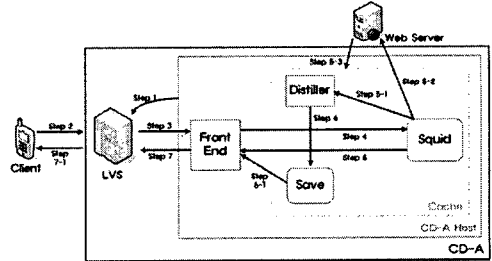 Web Server
Step 5-3
Step 5-2
Step 1
Distiller
Step 5-1
Step 2
Step 3
Step 6
Step 4
Front
End
Squid
Client
Step
7-1
LVS
Step 7
Step 5
Step
6-1
Save
Cache
CD-A Host
CD-A